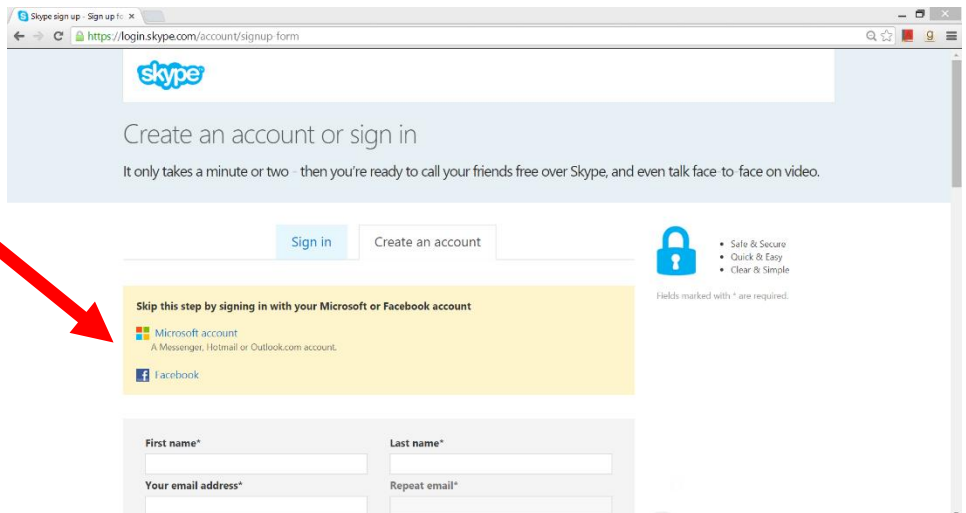 Skype sign up - Sign up fo
https://login.skype.com/account/signup-form
skype
Create an account or sign in
It only takes a minute or two - then you're ready to call your friends free over Skype, and even talk face-to-face on video.
Sign in
Create an account
Safe & Secure
Quick & Easy
Clear & Simple
Fields marked with * are required.
Skip this step by signing in with your Microsoft or Facebook account
Microsoft account
A Messenger, Hotmail or Outlook.com account.
Facebook
First name*
Last name*
Your email address*
Repeat email*